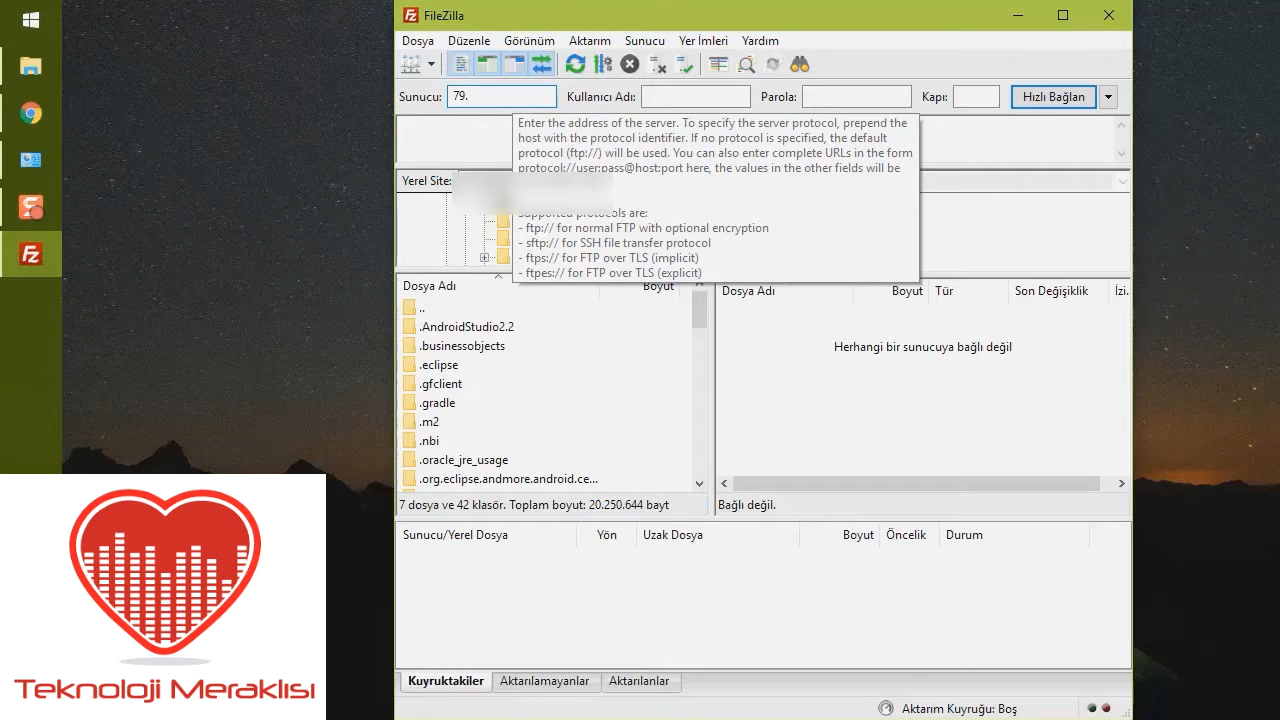 FileZilla
Dosya Düzenle Görünüm Aktarım Sunucu Yer İmleri Yardım
Sunucu: 79. Kullanıcı Adı: Parola: Kapı: Hızlı Bağlan
Enter the address of the server. To specify the server protocol, prepend the
host with the protocol identifier. If no protocol is specified, the default
protocol (ftp://) will be used. You can also enter complete URLs in the form
protocol://user:pass@host:port here, the values in the other fields will be
Supported protocols are:
- ftp:// for normal FTP with optional encryption
- sftp:// for SSH file transfer protocol
- ftps:// for FTP over TLS (implicit)
- ftpes:// for FTP over TLS (explicit)
Yerel Site:
Dosya Adı Boyut
..
.AndroidStudio2.2
.businessobjects
.eclipse
.gfclient
.gradle
.m2
.nbi
.oracle_jre_usage
.org.eclipse.andmore.android.ce...
7 dosya ve 42 klasör. Toplam boyut: 20.250.644 bayt
Dosya Adı Boyut Tür Son Değişiklik İzi.
Herhangi bir sunucuya bağlı değil
Bağlı değil.
Sunucu/Yerel Dosya Yön Uzak Dosya Boyut Öncelik Durum
Kuyruktakiler Aktarılamayanlar Aktarılanlar
Aktarım Kuyruğu: Boş
Teknoloji Meraklısı